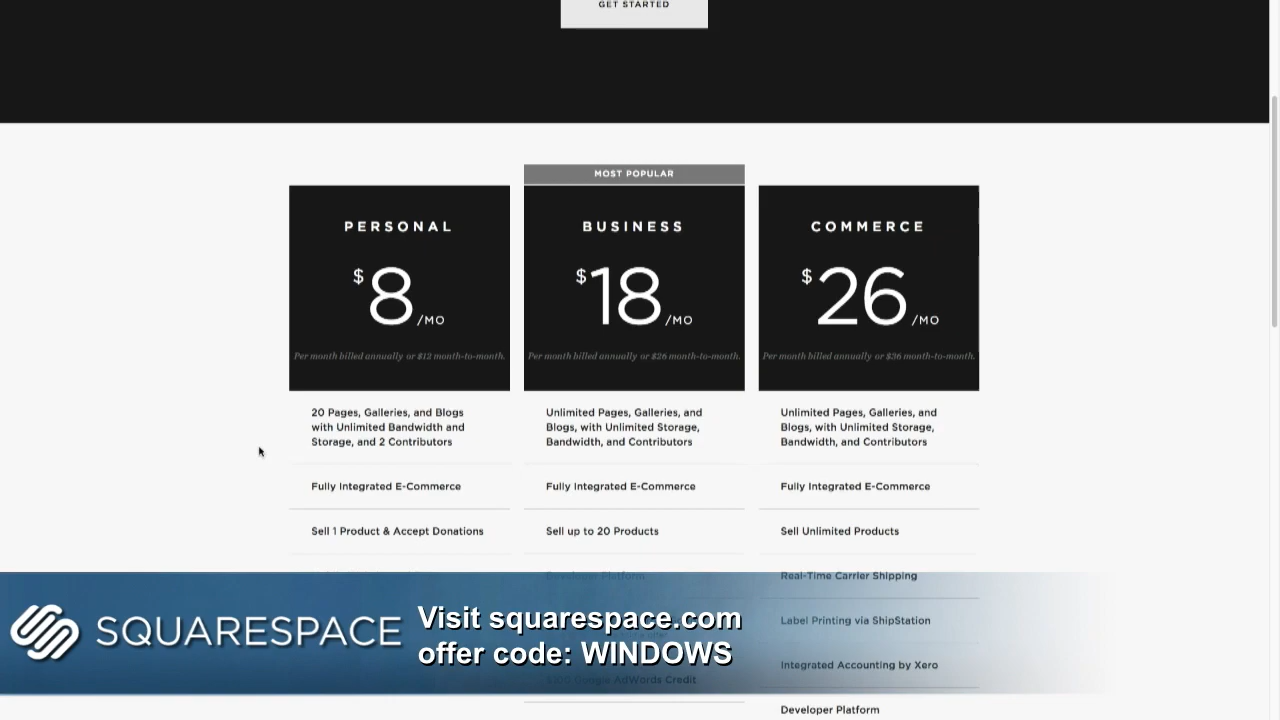 GET STARTED
MOST POPULAR
PERSONAL
$8/MO
Per month billed annually or $12 month-to-month.
20 Pages, Galleries, and Blogs
with Unlimited Bandwidth and
Storage, and 2 Contributors
Fully Integrated E-Commerce
Sell 1 Product & Accept Donations
BUSINESS
$18/MO
Per month billed annually or $26 month-to-month.
Unlimited Pages, Galleries, and
Blogs, with Unlimited Storage,
Bandwidth, and Contributors
Fully Integrated E-Commerce
Sell up to 20 Products
Developer Platform
$100 Google AdWords Credit
COMMERCE
$26/MO
Per month billed annually or $36 month-to-month.
Unlimited Pages, Galleries, and
Blogs, with Unlimited Storage,
Bandwidth, and Contributors
Fully Integrated E-Commerce
Sell Unlimited Products
Real-Time Carrier Shipping
Label Printing via ShipStation
Integrated Accounting by Xero
Developer Platform
SQUARESPACE
Visit squarespace.com
offer code: WINDOWS